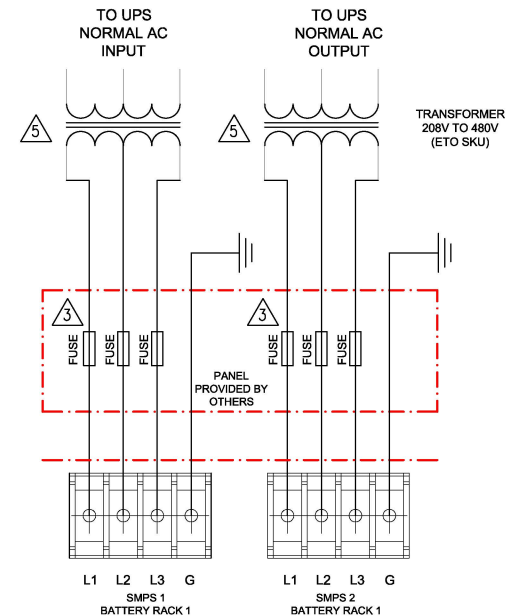 TO UPS
NORMAL AC
INPUT
TO UPS
NORMAL AC
OUTPUT
5
5
TRANSFORMER
208V TO 480V
(ETO SKU)
3
3
FUSE
FUSE
FUSE
FUSE
FUSE
FUSE
PANEL
PROVIDED BY
OTHERS
L1 L2 L3 G
SMPS 1
BATTERY RACK 1
L1 L2 L3 G
SMPS 2
BATTERY RACK 1